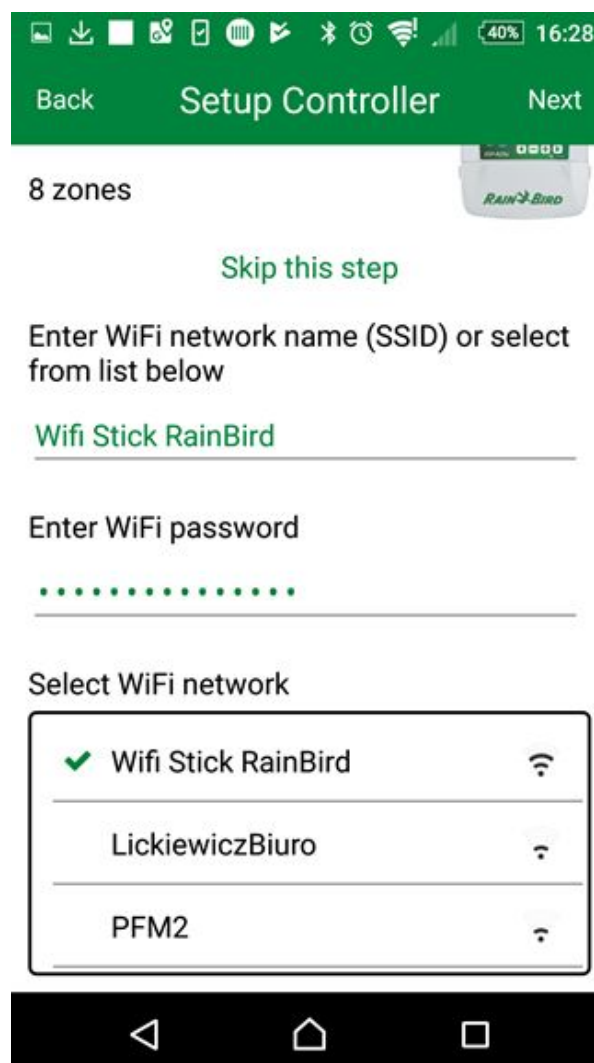 40% 16:28
Back Setup Controller Next
8 zones
RAIN BIRD
Skip this step
Enter WiFi network name (SSID) or select
from list below
Wifi Stick RainBird
Enter WiFi password
•••••••••••••••
Select WiFi network
Wifi Stick RainBird
LickiewiczBiuro
PFM2